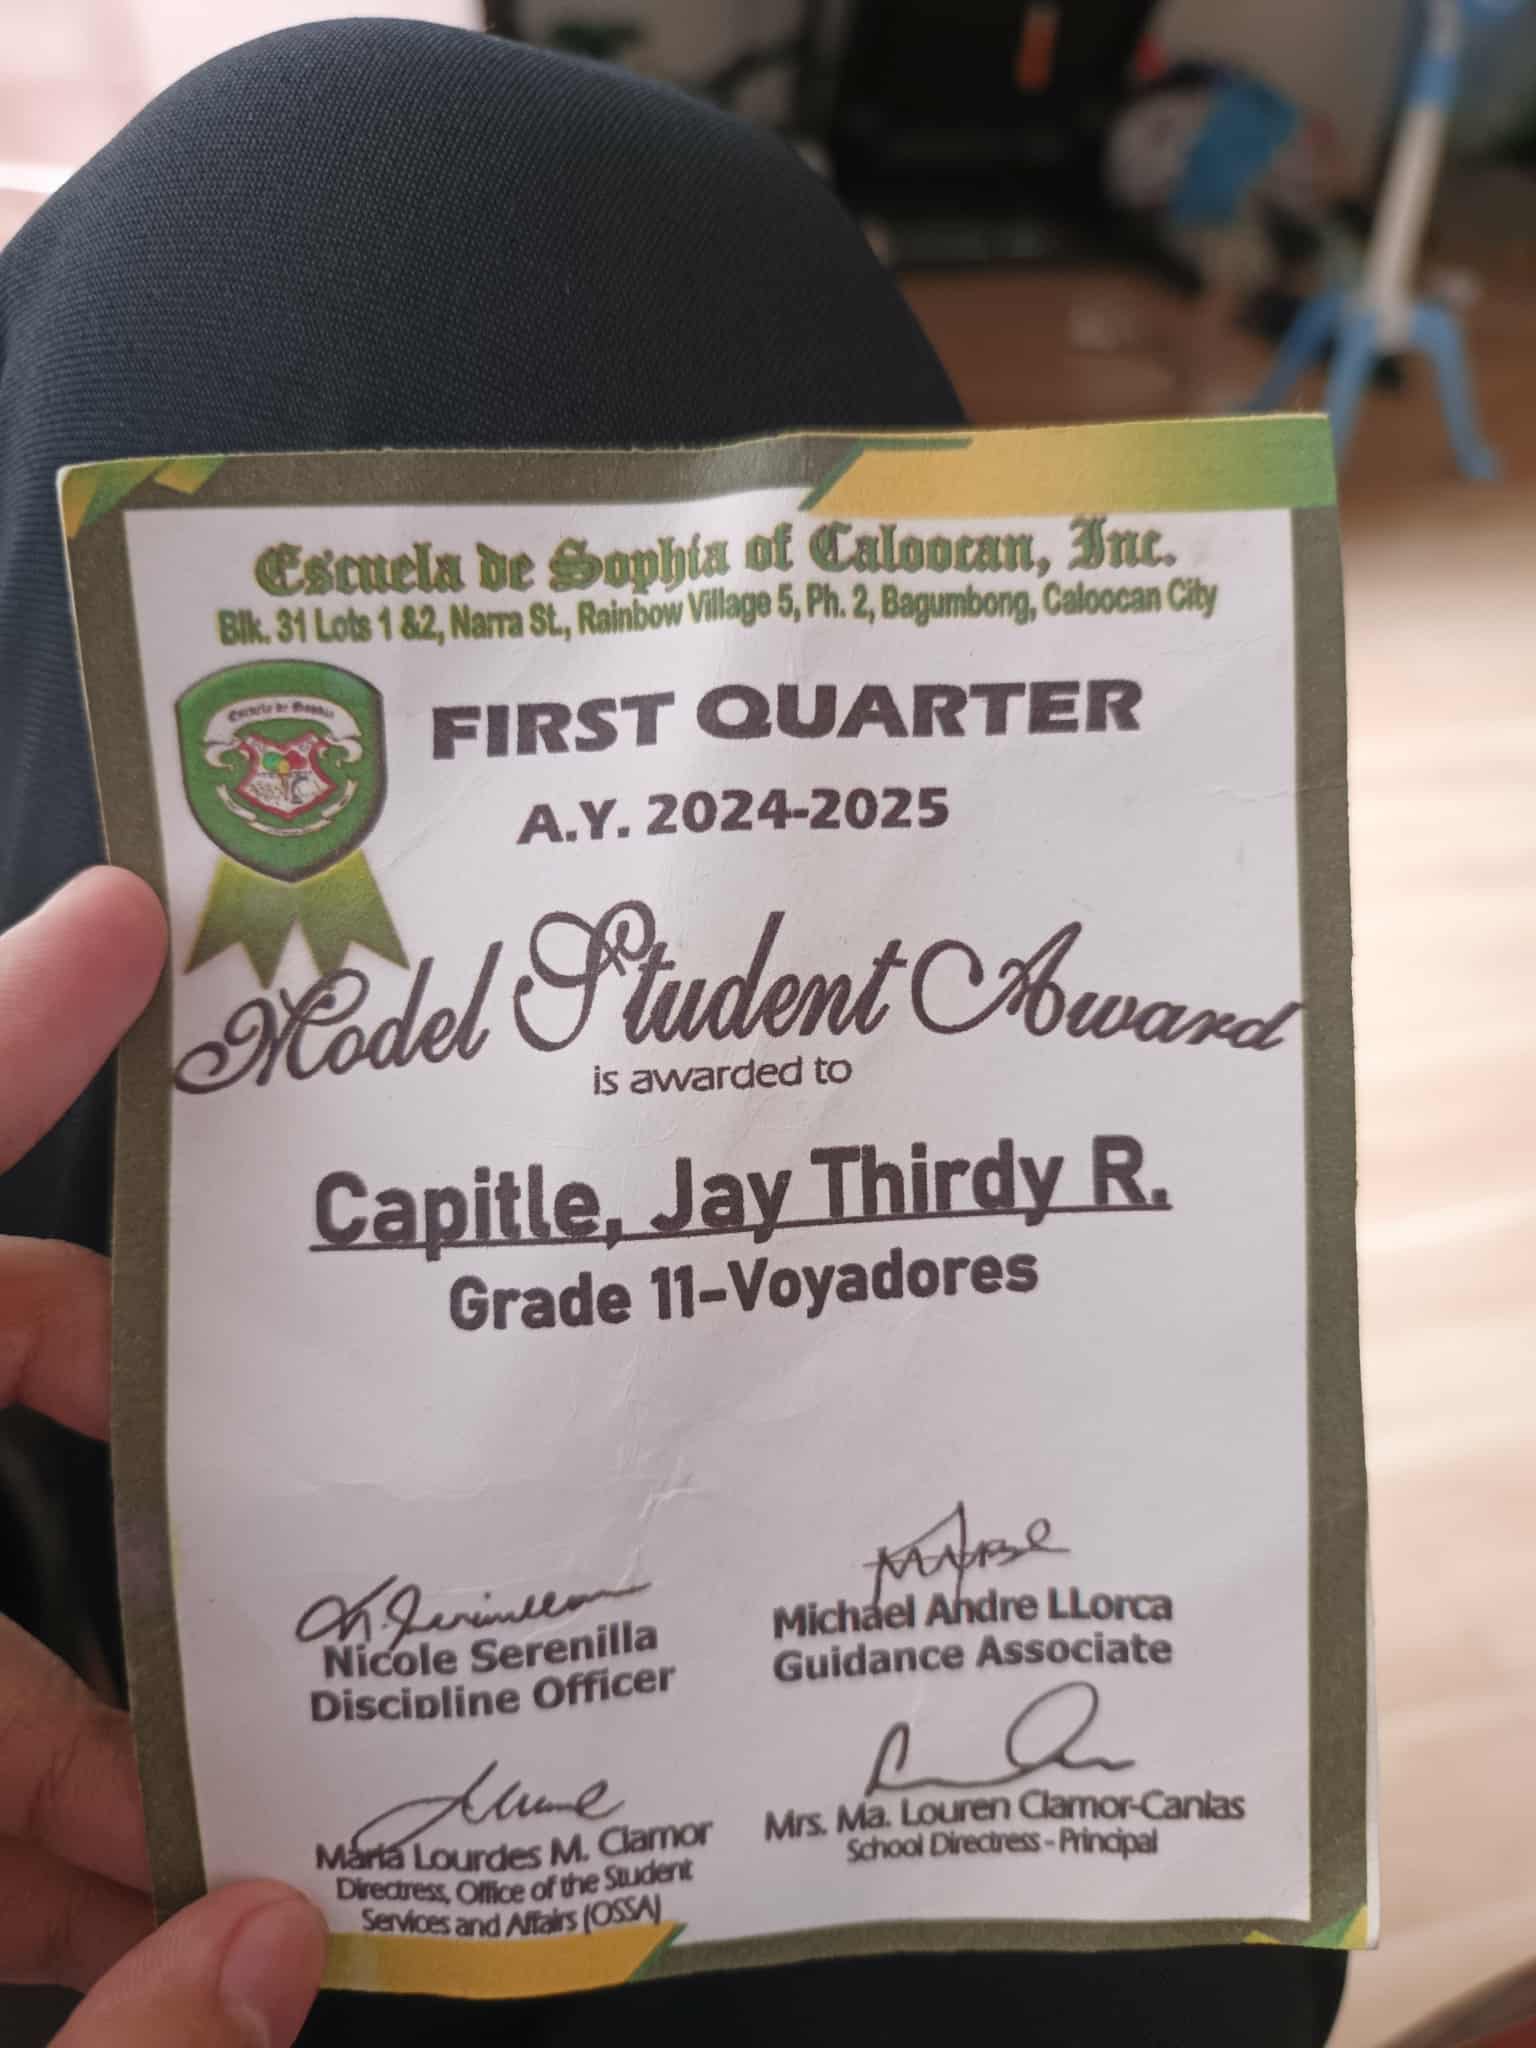 Escuela de Sophia of Caloocan, Inc.
Blk. 31 Lots 1 &2, Narra St., Rainbow Village 5, Ph. 2, Bagumbong, Caloocan City
Escuela de Sophia
FIRST QUARTER
A.Y. 2024-2025
Model Student Award
is awarded to
Capitle, Jay Thirdy R.
Grade 11-Voyadores
Nicole Serenilla
Discipline Officer
Michael Andre LLorca
Guidance Associate
Maria Lourdes M. Clamor
Directress, Office of the Student
Services and Affairs (OSSA)
Mrs. Ma. Louren Clamor-Canlas
School Directress - Principal